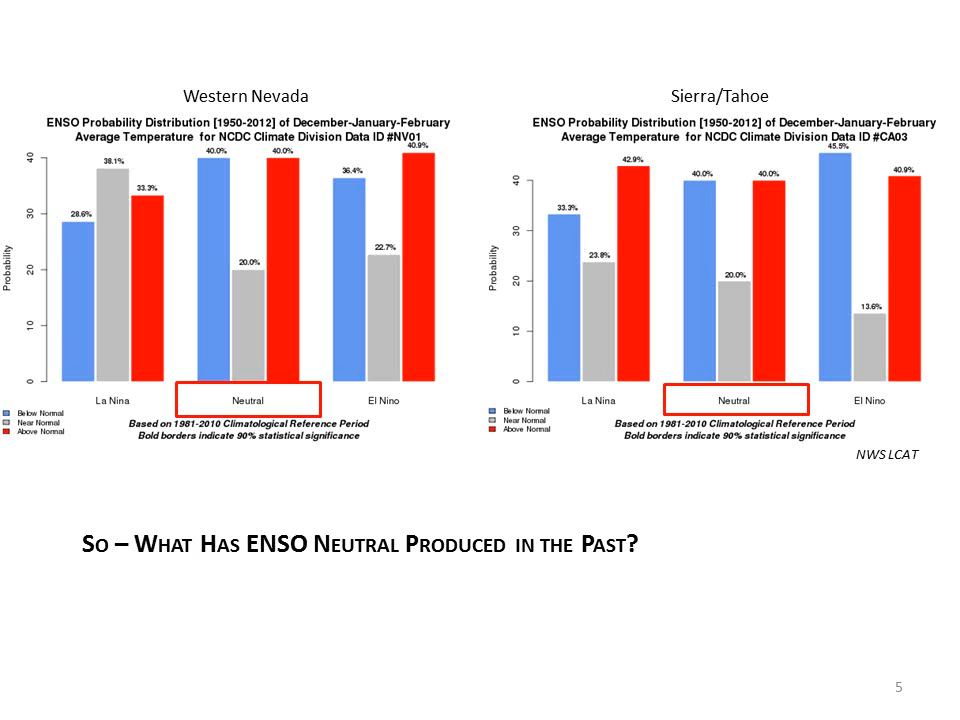 Western Nevada
ENSO Probability Distribution [1950-2012] of December-January-February
Average Temperature for NCDC Climate Division Data ID #NV01
Probability
40
30
20
10
0
28.6%
38.1%
33.3%
40.0%
20.0%
40.0%
36.4%
22.7%
40.9%
La Nina
Neutral
El Nino
Below Normal
Near Normal
Above Normal
Based on 1981-2010 Climatological Reference Period
Bold borders indicate 90% statistical significance
Sierra/Tahoe
ENSO Probability Distribution [1950-2012] of December-January-February
Average Temperature for NCDC Climate Division Data ID #CA03
Probability
40
30
20
10
0
33.3%
23.8%
42.9%
40.0%
20.0%
40.0%
45.5%
13.6%
40.9%
La Nina
Neutral
El Nino
Below Normal
Near Normal
Above Normal
Based on 1981-2010 Climatological Reference Period
Bold borders indicate 90% statistical significance
NWS LCAT
So – What Has ENSO Neutral Produced in the Past?
5